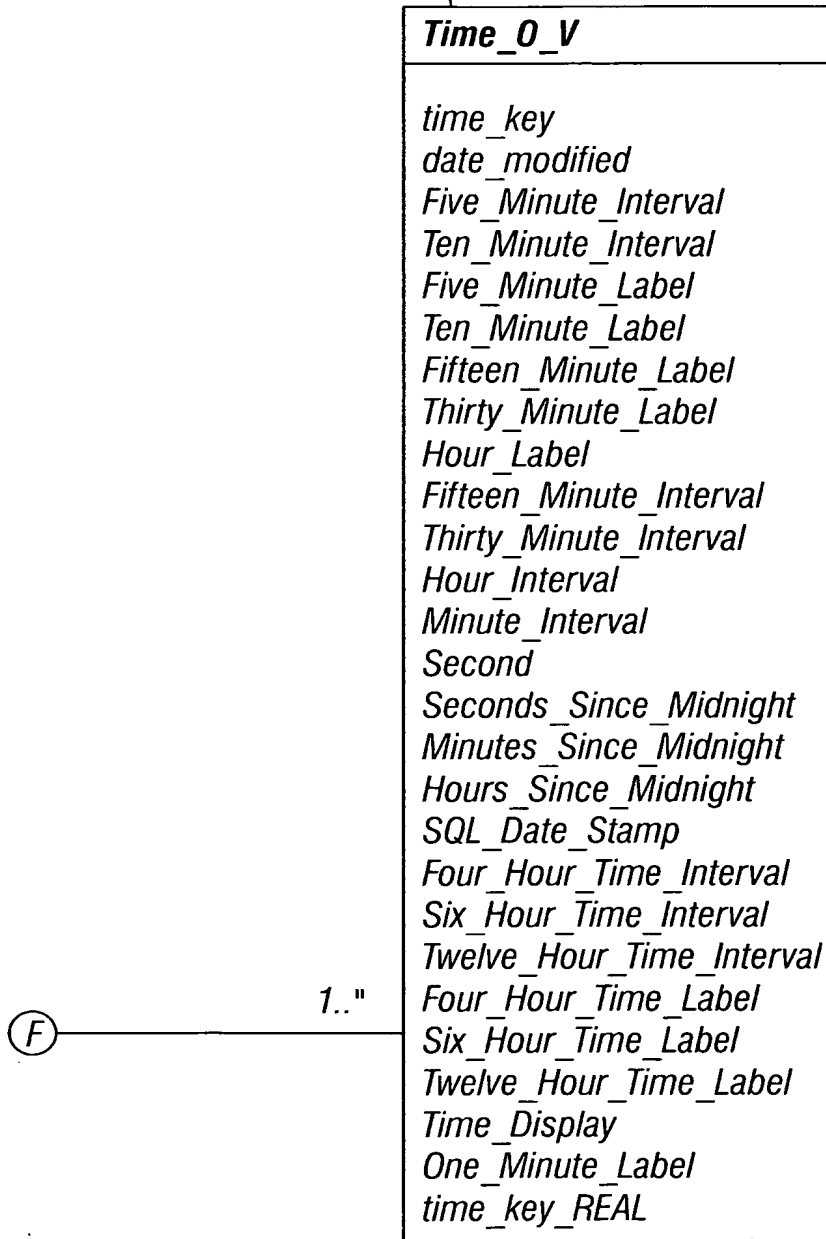 Time_O_V
time_key
date_modified
Five_Minute_Interval
Ten_Minute_Interval
Five_Minute_Label
Ten_Minute_Label
Fifteen_Minute_Label
Thirty_Minute_Label
Hour_Label
Fifteen_Minute_Interval
Thirty_Minute_Interval
Hour_Interval
Minute_Interval
Second
Seconds_Since_Midnight
Minutes_Since_Midnight
Hours_Since_Midnight
SQL_Date_Stamp
Four_Hour_Time_Interval
Six_Hour_Time_Interval
Twelve_Hour_Time_Interval
1.." Four_Hour_Time_Label
F Six_Hour_Time_Label
Twelve_Hour_Time_Label
Time_Display
One_Minute_Label
time_key_REAL